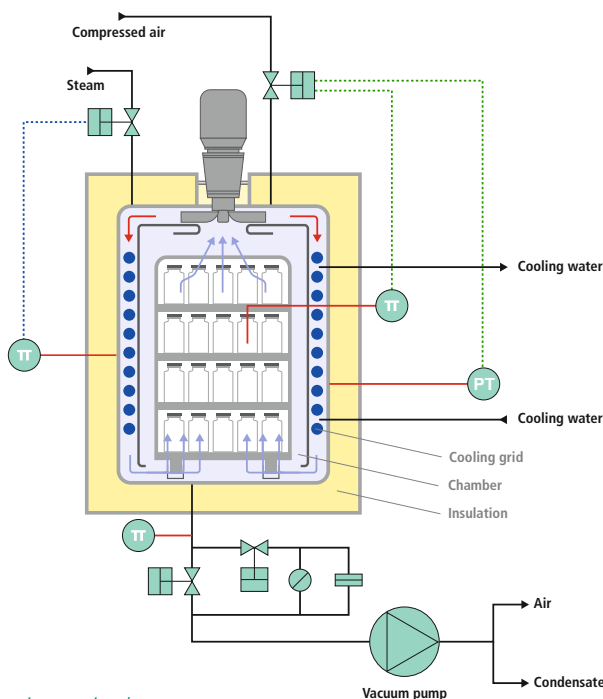 Compressed air
Steam
Cooling water
TT
TT
PT
Cooling water
Cooling grid
Chamber
Insulation
TT
Air
Condensate
Vacuum pump